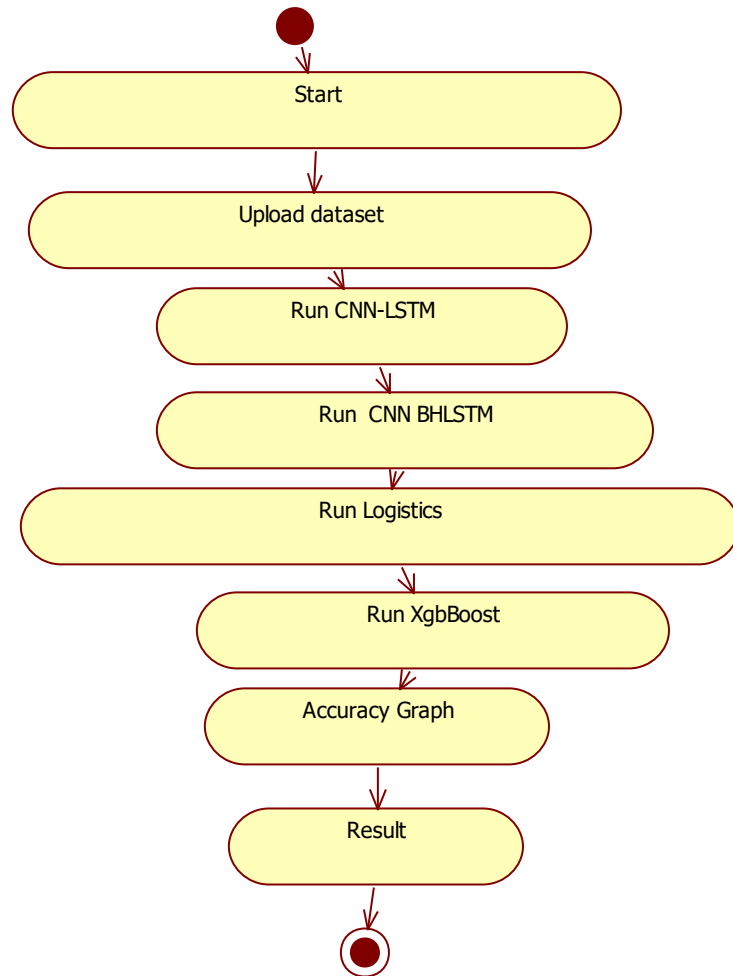 Start
Upload dataset
Run CNN-LSTM
Run  CNN BHLSTM
Run Logistics
Run XgbBoost
Accuracy Graph
Result